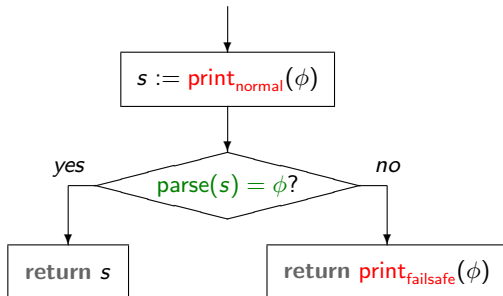 s := print_normal(ϕ)
yes
no
parse(s) = ϕ?
return s
return print_failsafe(ϕ)